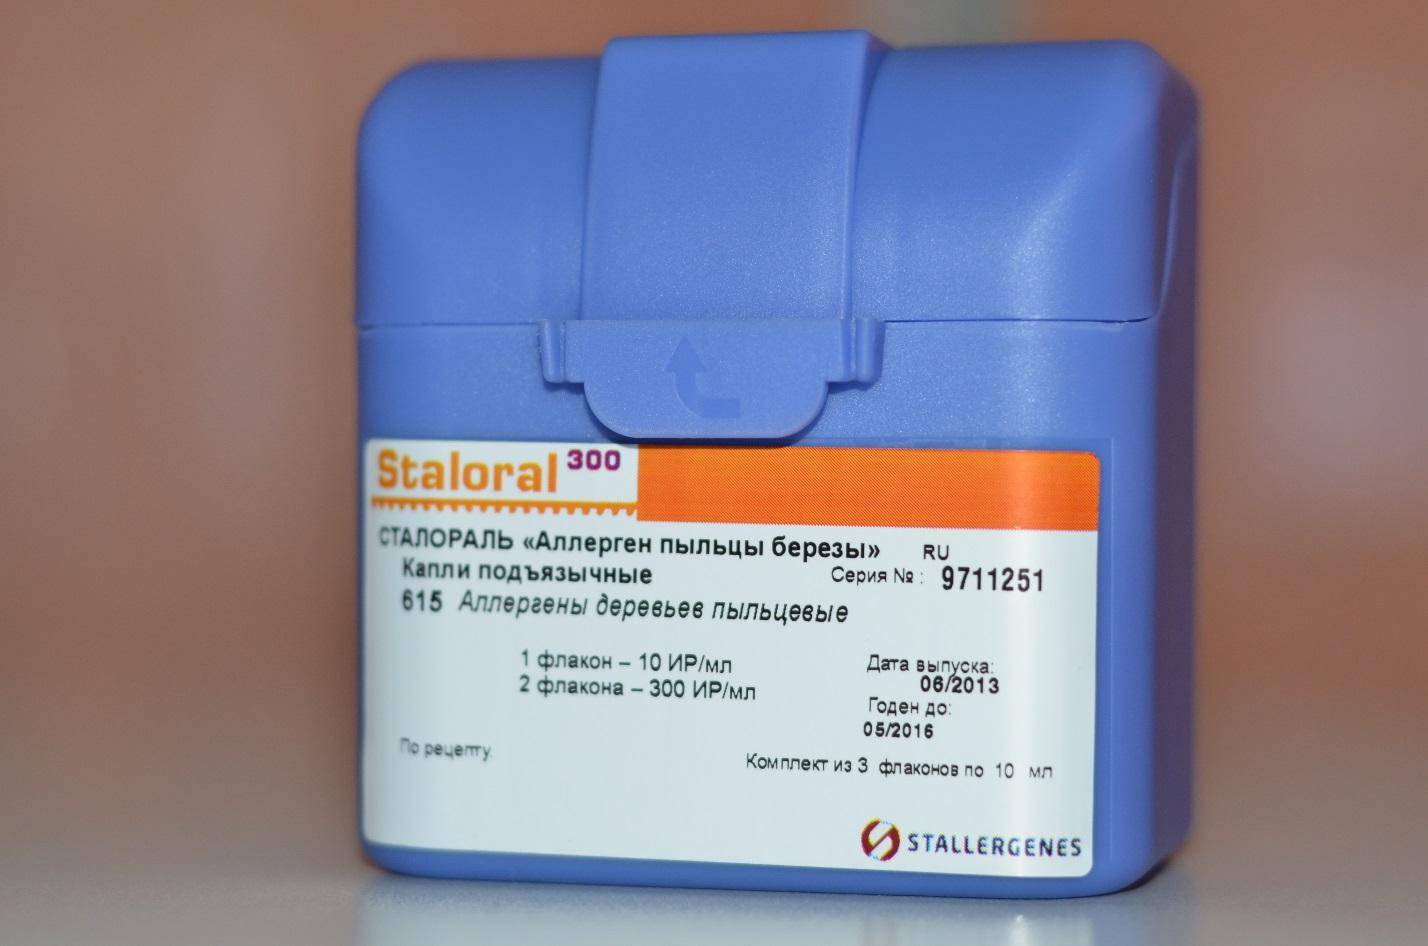 Staloral 300
СТАЛОРАЛЬ «Аллерген пыльцы березы» RU
Капли подъязычные Серия № : 9711251
615 Аллергены деревьев пыльцевые
1 флакон – 10 ИР/мл
2 флакона – 300 ИР/мл
Дата выпуска:
06/2013
Годен до:
05/2016
По рецепту.
Комплект из 3 флаконов по 10 мл
STALLERGENES